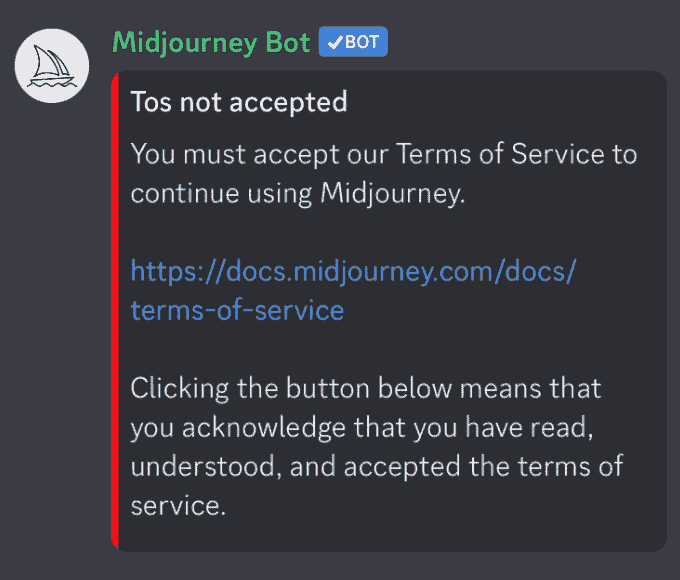 Midjourney Bot ✓BOT
Tos not accepted
You must accept our Terms of Service to
continue using Midjourney.
https://docs.midjourney.com/docs/
terms-of-service
Clicking the button below means that
you acknowledge that you have read,
understood, and accepted the terms of
service.